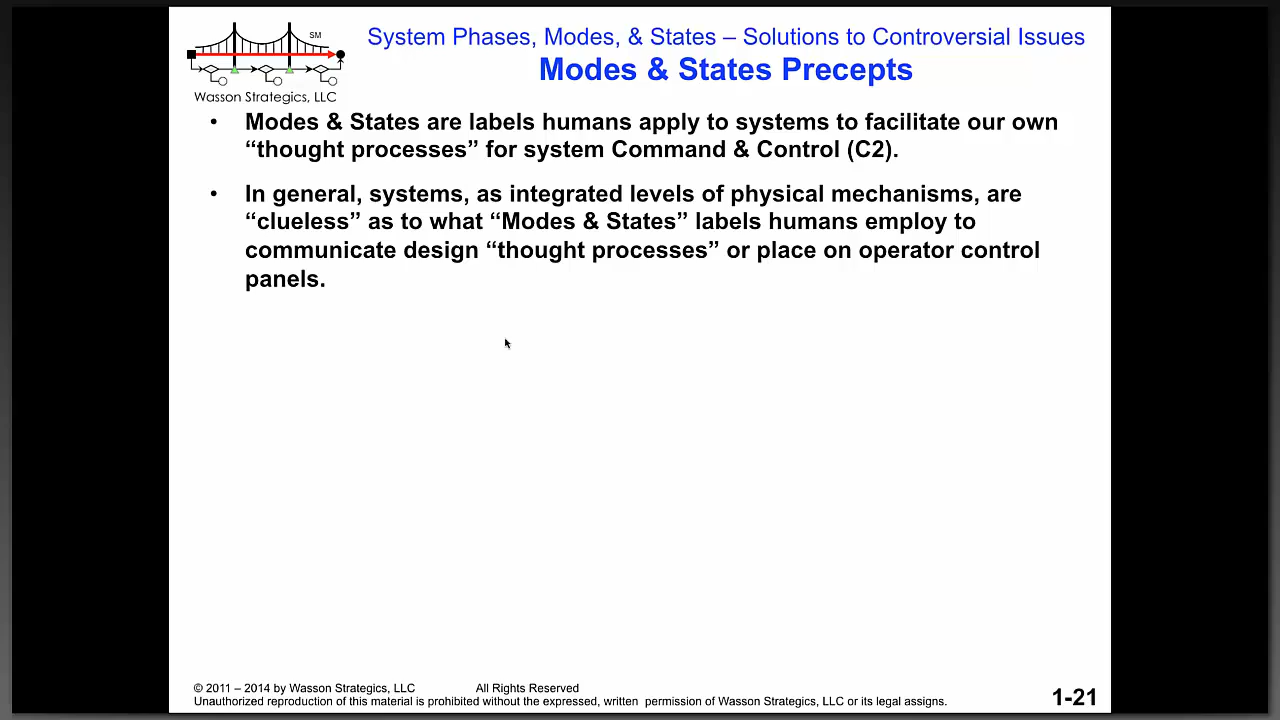 SM
Wasson Strategics, LLC
System Phases, Modes, & States – Solutions to Controversial Issues
Modes & States Precepts
• Modes & States are labels humans apply to systems to facilitate our own
“thought processes” for system Command & Control (C2).
• In general, systems, as integrated levels of physical mechanisms, are
“clueless” as to what “Modes & States” labels humans employ to
communicate design “thought processes” or place on operator control
panels.
© 2011 – 2014 by Wasson Strategics, LLC All Rights Reserved
Unauthorized reproduction of this material is prohibited without the expressed, written permission of Wasson Strategics, LLC or its legal assigns.
1-21